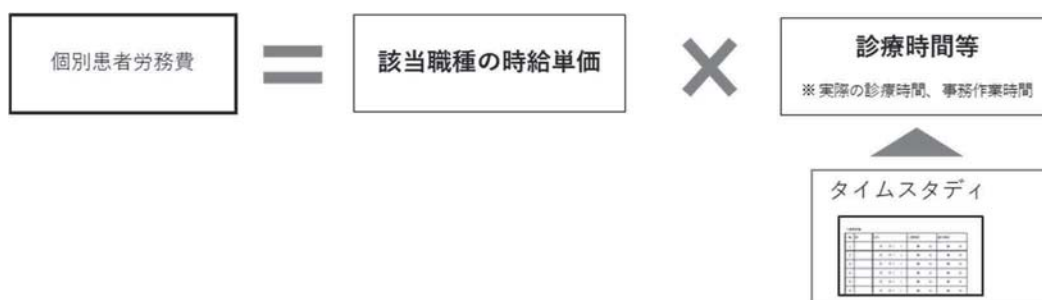 個別患者労務費
該当職種の時給単価
診療時間等
※実際の診療時間、事務作業時間
タイムスタディ